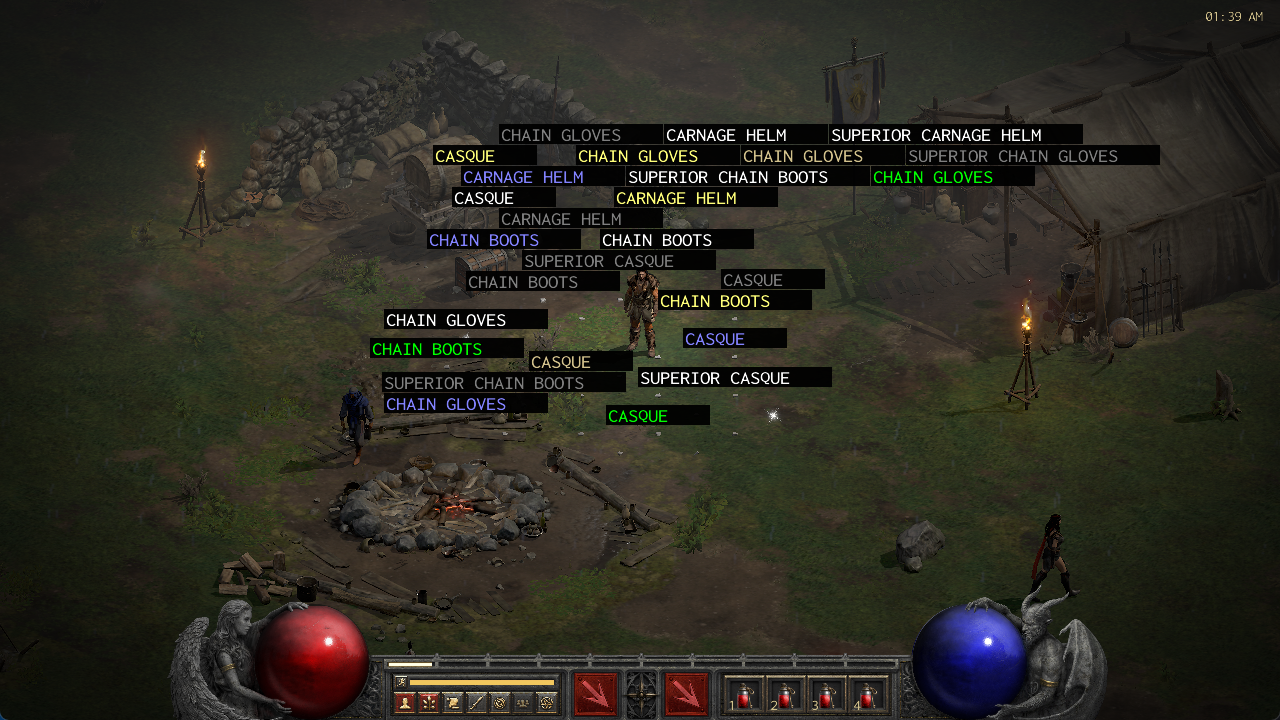 01:39 AM
CHAIN GLOVES CARNAGE HELM SUPERIOR CARNAGE HELM
CASQUE CHAIN GLOVES CHAIN GLOVES SUPERIOR CHAIN GLOVES
CARNAGE HELM SUPERIOR CHAIN BOOTS CHAIN GLOVES
CASQUE CARNAGE HELM
CARNAGE HELM
CHAIN BOOTS CHAIN BOOTS
SUPERIOR CASQUE
CHAIN BOOTS CASQUE
CHAIN BOOTS
CHAIN GLOVES
CASQUE
CHAIN BOOTS
CASQUE
SUPERIOR CHAIN BOOTS SUPERIOR CASQUE
CHAIN GLOVES
CASQUE
1 2 3 4